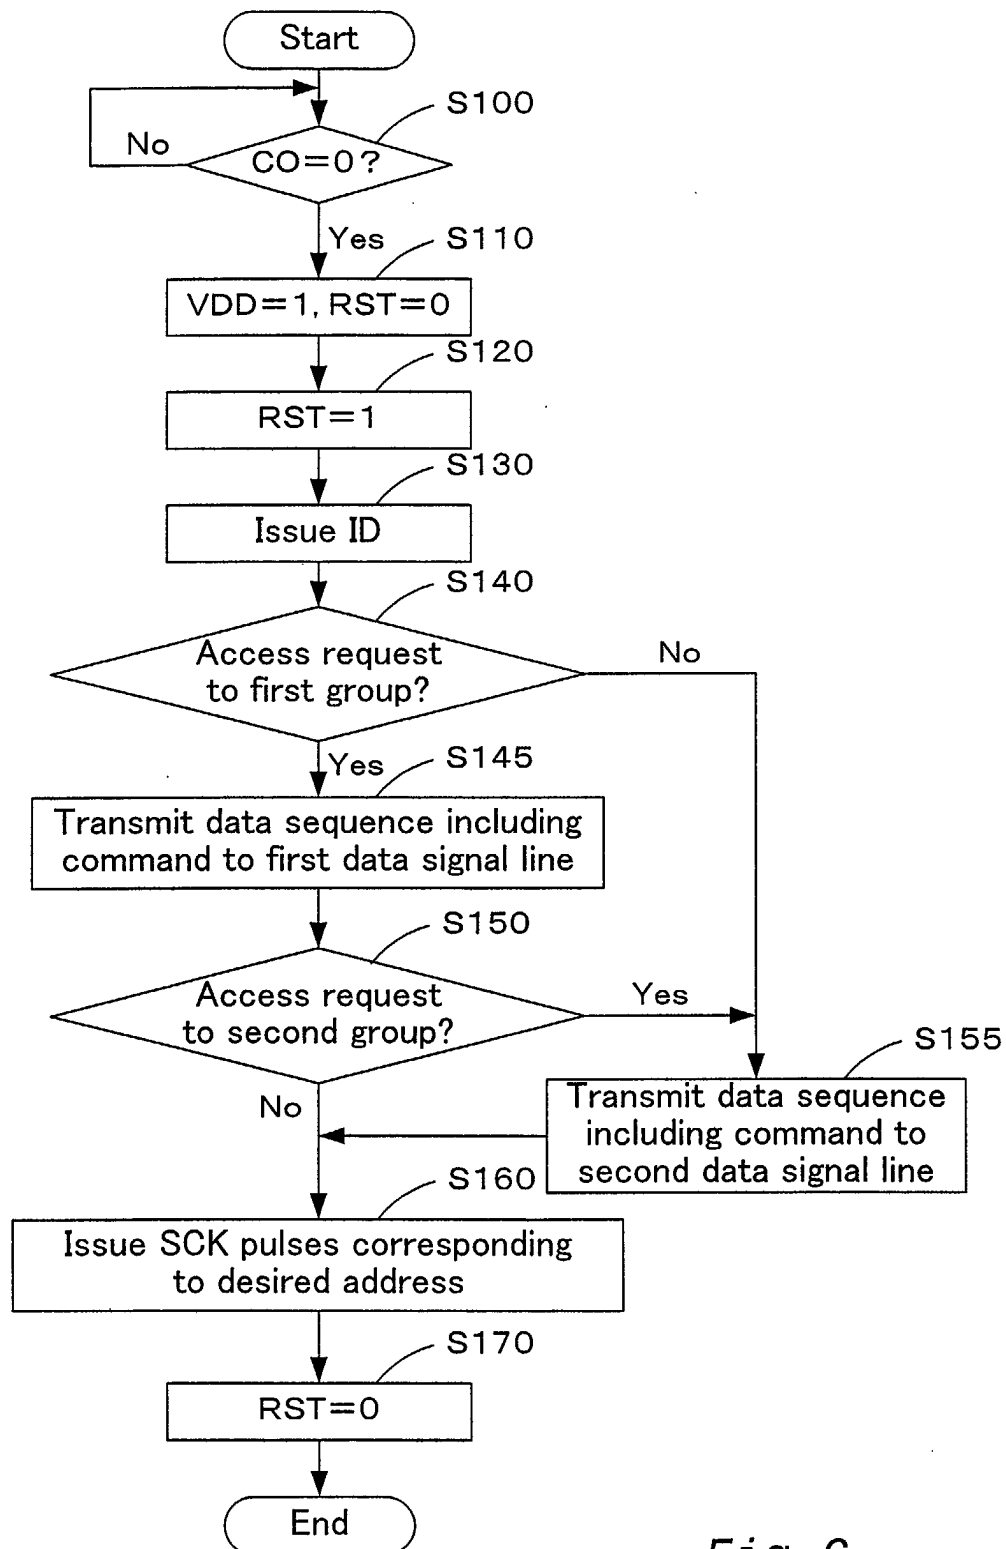 Start
S100
No
CO=0?
Yes
S110
VDD=1, RST=0
S120
RST=1
S130
Issue ID
S140
Access request
to first group?
No
Yes
S145
Transmit data sequence including
command to first data signal line
S150
Access request
to second group?
Yes
S155
No
Transmit data sequence
including command to
second data signal line
S160
Issue SCK pulses corresponding
to desired address
S170
RST=0
End